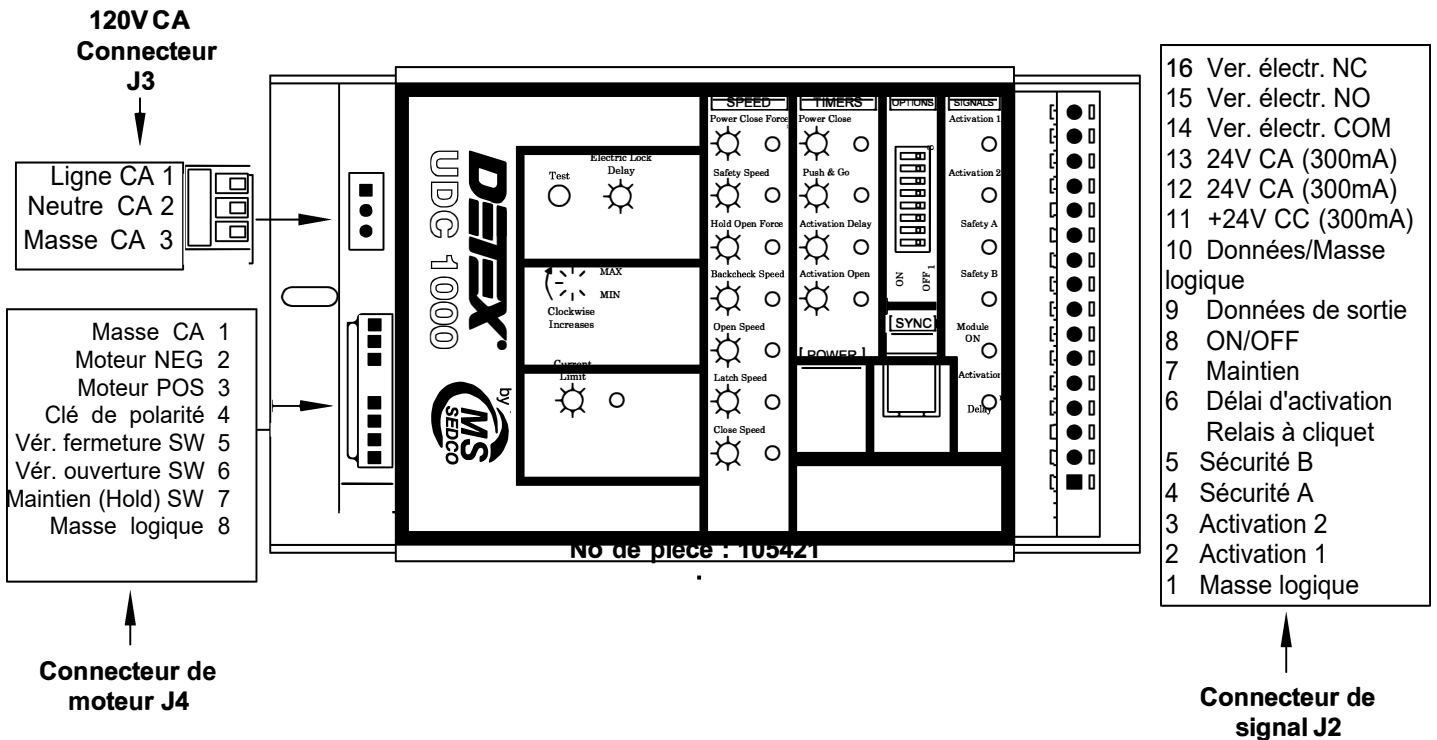 120V CA
Connecteur
J3
Ligne CA 1
Neutre CA 2
Masse CA 3
Masse CA 1
Moteur NEG 2
Moteur POS 3
Clé de polarité 4
Vér. fermeture SW 5
Vér. ouverture SW 6
Maintien (Hold) SW 7
Masse logique 8
Connecteur de
moteur J4
DETEX
UDC 1000
by
MS
SEDCO
Test
Electric Lock
Delay
MAX
MIN
Clockwise
Increases
Current
Limit
SPEED
Power Close Force
Safety Speed
Hold Open Force
Backcheck Speed
Open Speed
Latch Speed
Close Speed
TIMERS
Power Close
Push & Go
Activation Delay
Activation Open
[ POWER ]
OPTIONS
8
ON
OFF 1
[ SYNC ]
SIGNALS
Activation 1
Activation 2
Safety A
Safety B
Module
ON
Activation
Delay
No de pièce : 105421
16 Ver. électr. NC
15 Ver. électr. NO
14 Ver. électr. COM
13 24V CA (300mA)
12 24V CA (300mA)
11 +24V CC (300mA)
10 Données/Masse
logique
9 Données de sortie
8 ON/OFF
7 Maintien
6 Délai d'activation
Relais à cliquet
5 Sécurité B
4 Sécurité A
3 Activation 2
2 Activation 1
1 Masse logique
Connecteur de
signal J2